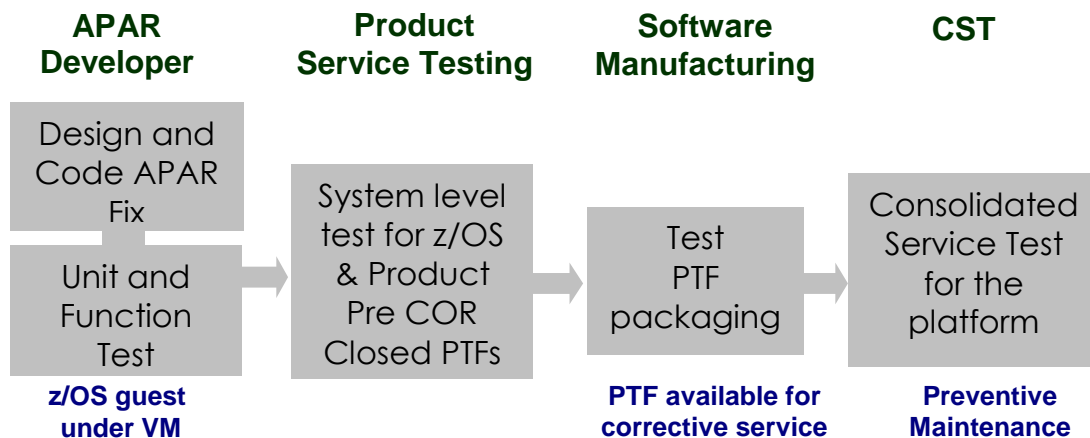 APAR
Developer
Product
Service Testing
Software
Manufacturing
CST
Design and
Code APAR
Fix
Unit and
Function
Test
z/OS guest
under VM
System level
test for z/OS
& Product
Pre COR
Closed PTFs
Test
PTF
packaging
PTF available for
corrective service
Consolidated
Service Test
for the
platform
Preventive
Maintenance